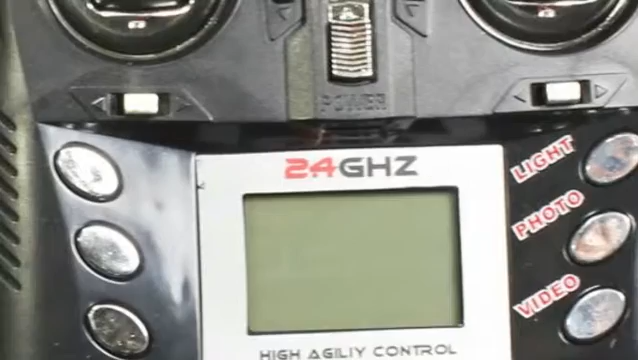 POWER
2.4GHZ
LIGHT
PHOTO
VIDEO
HIGH AGILIY CONTROL